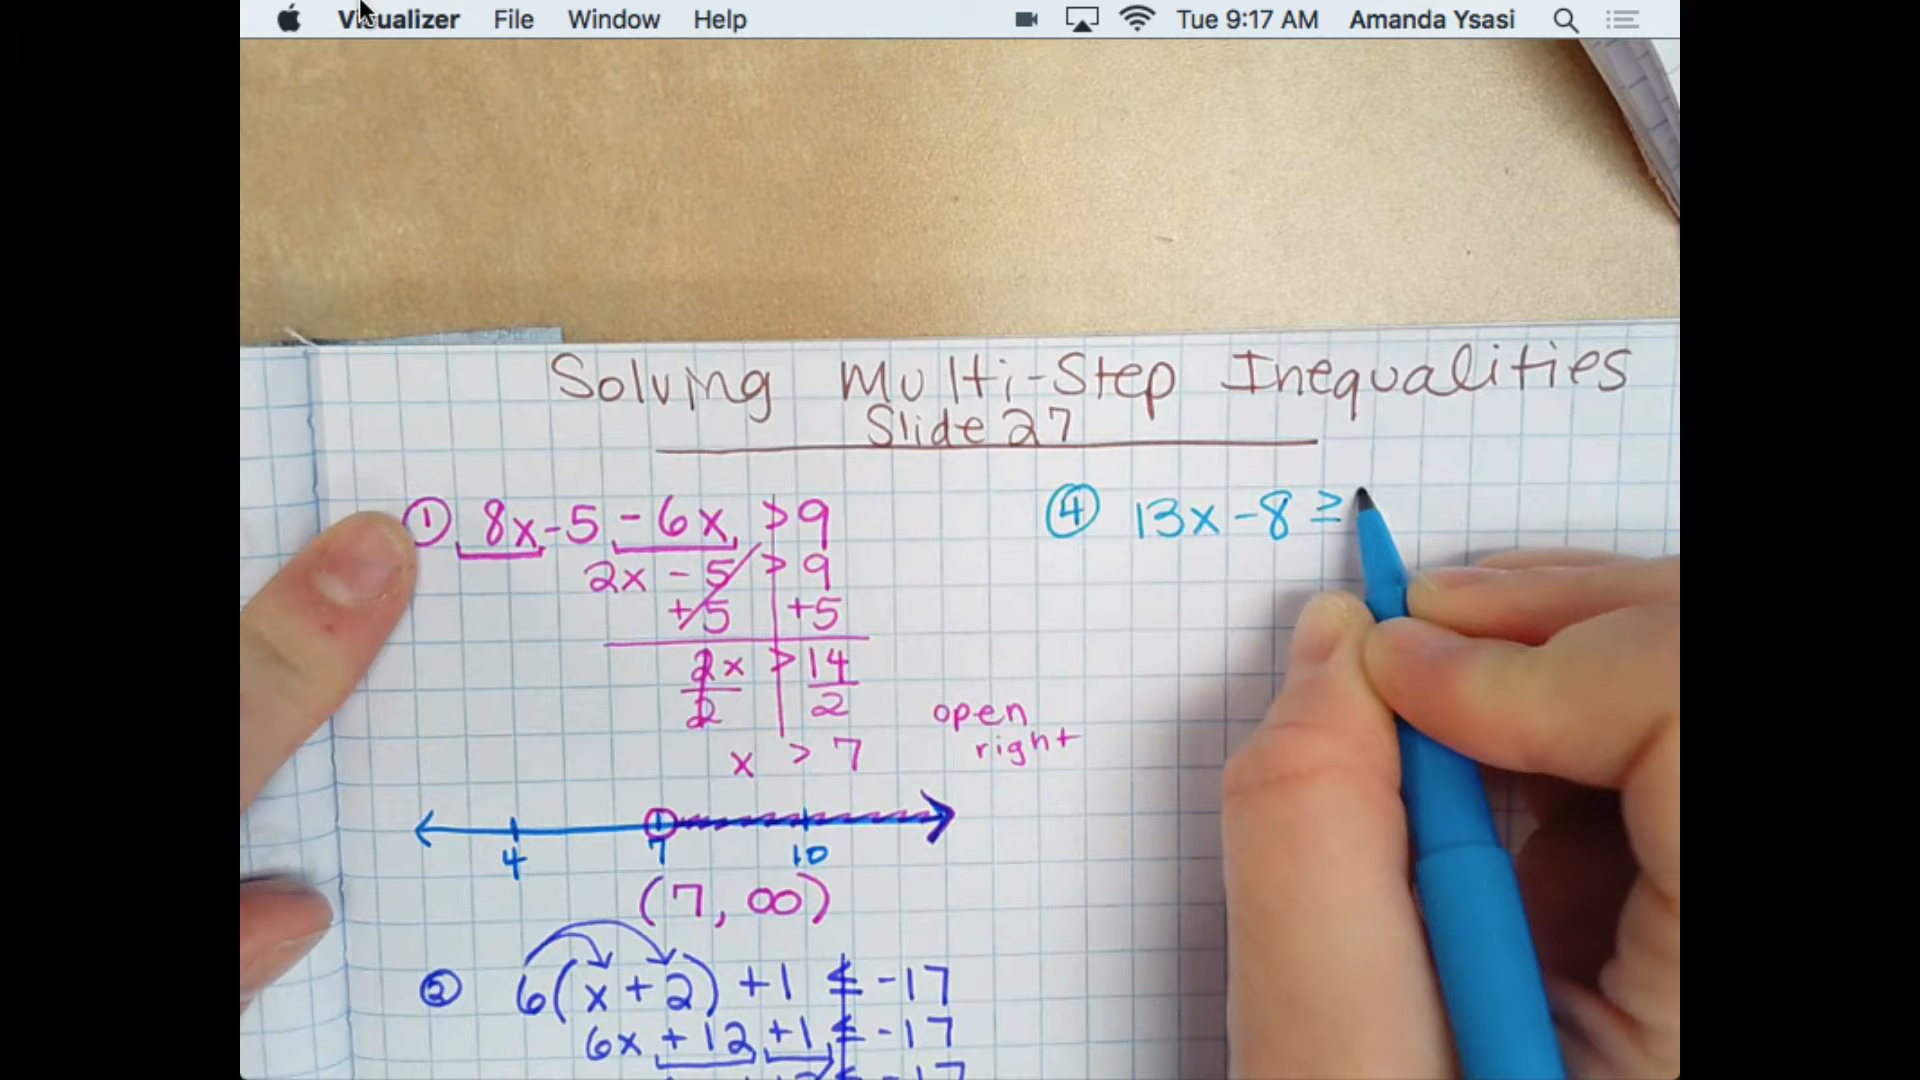 Visualizer File Window Help Tue 9:17 AM Amanda Ysasi
Solving Multi-Step Inequalities
Slide 27
① 8x - 5 - 6x > 9
2x - 5 > 9
+5 +5
2x > 14
2 2
x > 7
open
right
4 7 10
(7, ∞)
② 6(x + 2) + 1 ≤ -17
6x + 12 + 1 ≤ -17
④ 13x - 8 ≥